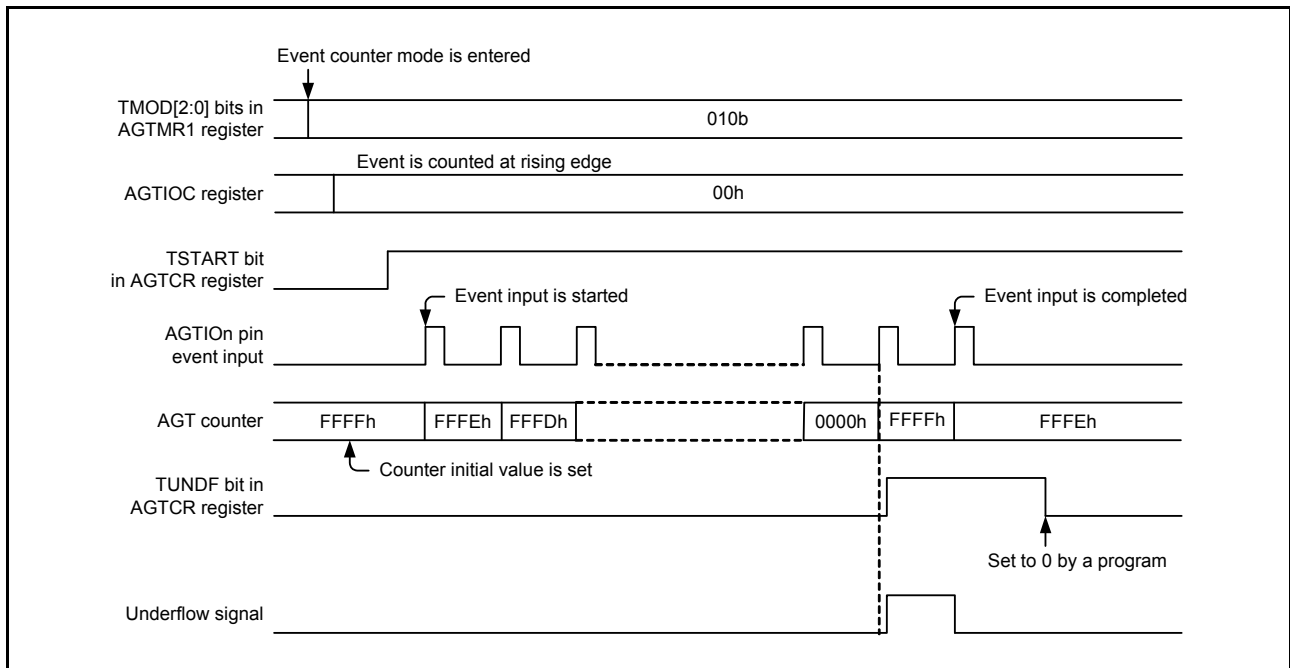 Event counter mode is entered
TMOD[2:0] bits in
AGTMR1 register
010b
Event is counted at rising edge
AGTIOC register
00h
TSTART bit
in AGTCR register
Event input is started
Event input is completed
AGTIOn pin
event input
AGT counter
FFFFh
FFFEh
FFFDh
0000h
FFFFh
FFFEh
Counter initial value is set
TUNDF bit in
AGTCR register
Set to 0 by a program
Underflow signal